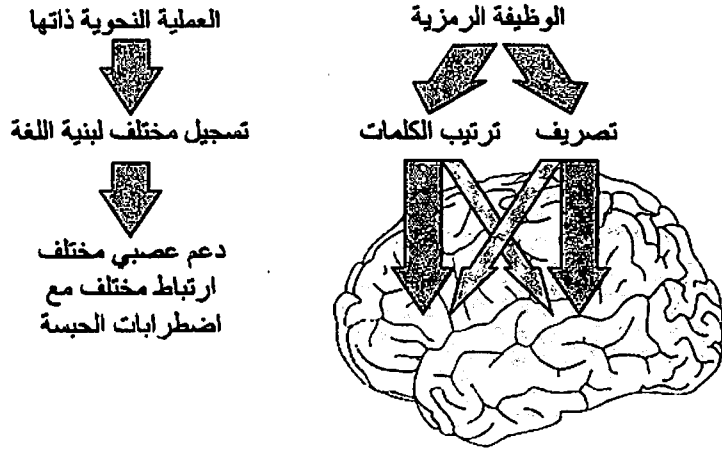 الوظيفة الرمزية
تصريف
ترتيب الكلمات
العملية النحوية ذاتها
تسجيل مختلف لبنية اللغة
دعم عصبي مختلف
ارتباط مختلف مع
اضطرابات الحبسة